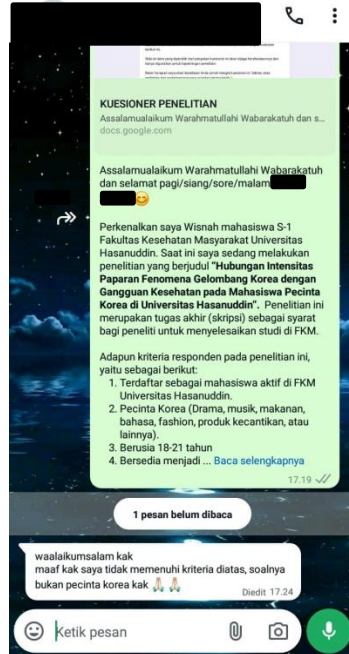 KUESIONER PENELITIAN
Assalamualaikum Warahmatullahi Wabarakatuh dan s...
docs.google.com
Assalamualaikum Warahmatullahi Wabarakatuh
dan selamat pagi/siang/sore/malam
😊
Perkenalkan saya Wisnah mahasiswa S-1
Fakultas Kesehatan Masyarakat Universitas
Hasanuddin. Saat ini saya sedang melakukan
penelitian yang berjudul "Hubungan Intensitas
Paparan Fenomena Gelombang Korea dengan
Gangguan Kesehatan pada Mahasiswa Pecinta
Korea di Universitas Hasanuddin". Penelitian ini
merupakan tugas akhir (skripsi) sebagai syarat
bagi peneliti untuk menyelesaikan studi di FKM.
Adapun kriteria responden pada penelitian ini,
yaitu sebagai berikut:
1. Terdaftar sebagai mahasiswa aktif di FKM
Universitas Hasanuddin.
2. Pecinta Korea (Drama, musik, makanan,
bahasa, fashion, produk kecantikan, atau
lainnya).
3. Berusia 18-21 tahun
4. Bersedia menjadi ... Baca selengkapnya
17.19
1 pesan belum dibaca
waalaikumsalam kak
maaf kak saya tidak memenuhi kriteria diatas, soalnya
bukan pecinta korea kak 🙏🏻 🙏🏻
Diedit 17.24
Ketik pesan